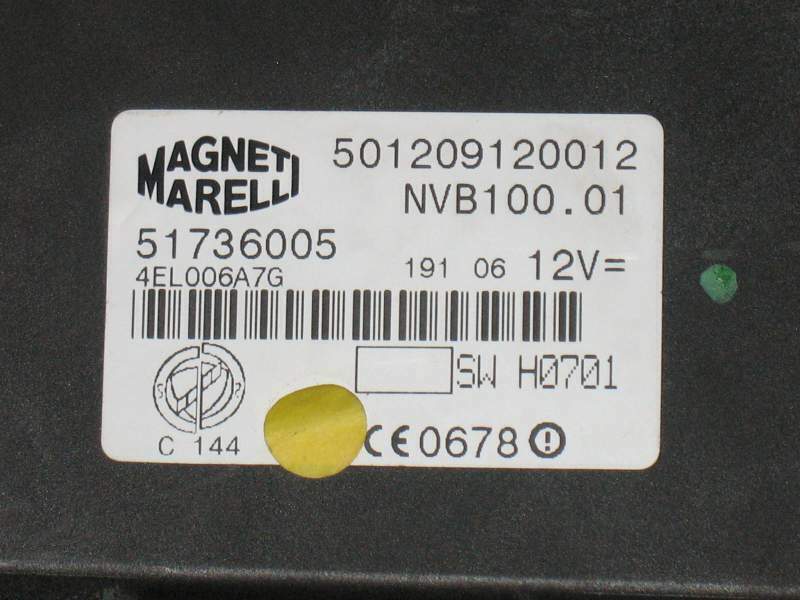 MAGNETI MARELLI
501209120012
NVB100.01
51736005
4EL006A7G
191 06 12V=
SW H0701
C 144
CE0678